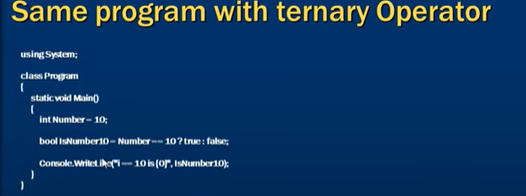 Same program with ternary Operator
using System;
class Program
{
static void Main()
{
int Number = 10;
bool IsNumber10 = Number == 10 ? true : false;
Console.WriteLine("i == 10 is {0}", IsNumber10);
}
}